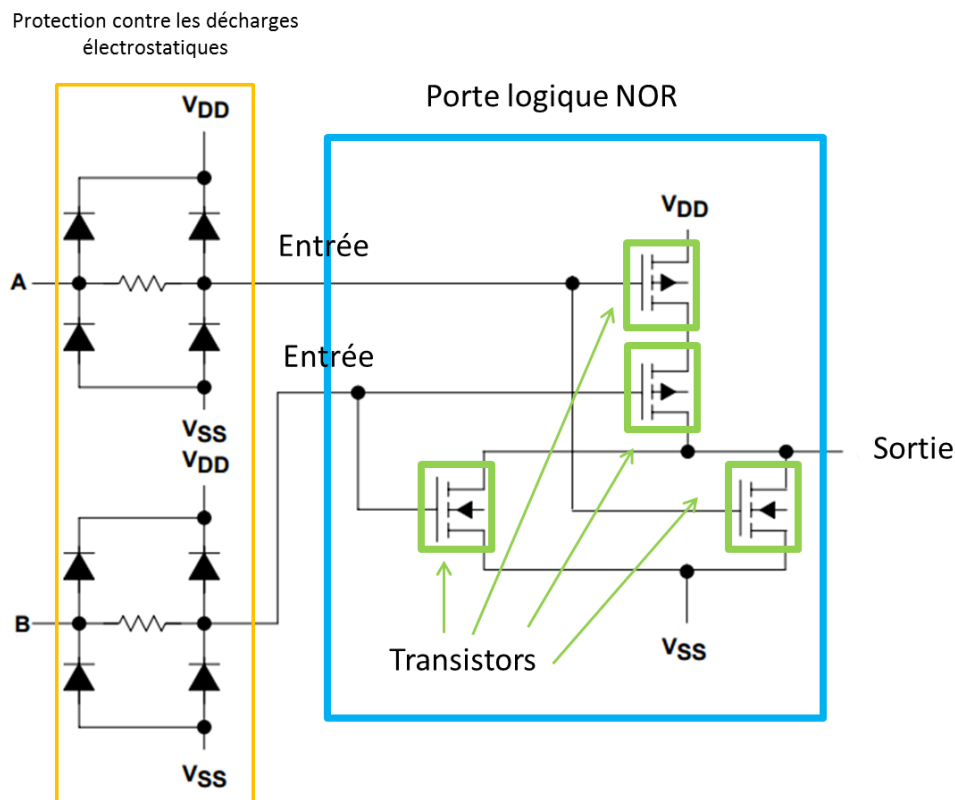 Protection contre les décharges
électrostatiques
Porte logique NOR
VDD
VDD
Entrée
A
Entrée
VSS
VDD
Sortie
B
Transistors
VSS
VSS